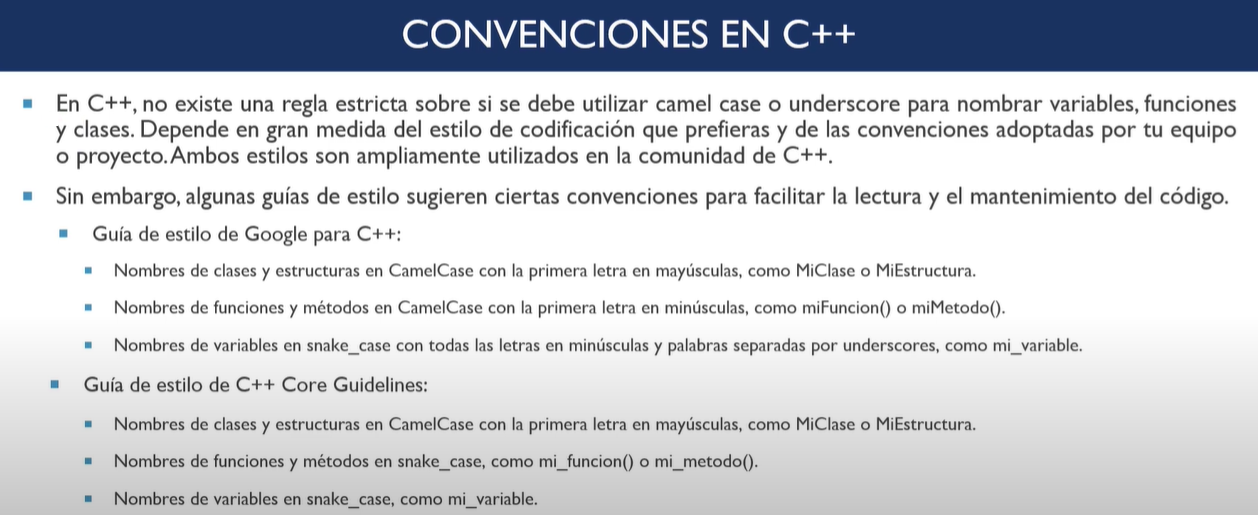 CONVENCIONES EN C++
En C++, no existe una regla estricta sobre si se debe utilizar camel case o underscore para nombrar variables, funciones
y clases. Depende en gran medida del estilo de codificación que prefieras y de las convenciones adoptadas por tu equipo
o proyecto. Ambos estilos son ampliamente utilizados en la comunidad de C++.
Sin embargo, algunas guías de estilo sugieren ciertas convenciones para facilitar la lectura y el mantenimiento del código.
Guía de estilo de Google para C++:
Nombres de clases y estructuras en CamelCase con la primera letra en mayúsculas, como MiClase o MiEstructura.
Nombres de funciones y métodos en CamelCase con la primera letra en minúsculas, como miFuncion() o miMetodo().
Nombres de variables en snake_case con todas las letras en minúsculas y palabras separadas por underscores, como mi_variable.
Guía de estilo de C++ Core Guidelines:
Nombres de clases y estructuras en CamelCase con la primera letra en mayúsculas, como MiClase o MiEstructura.
Nombres de funciones y métodos en snake_case, como mi_funcion() o mi_metodo().
Nombres de variables en snake_case, como mi_variable.